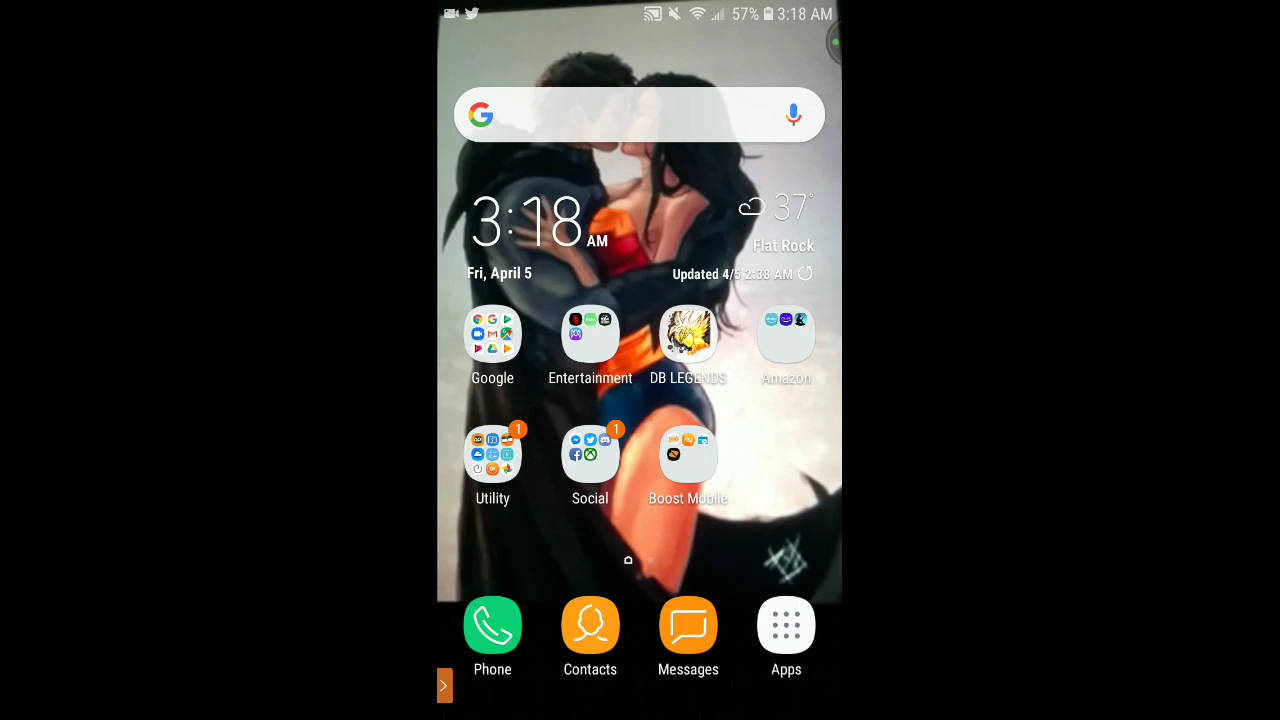 57% 3:18 AM
3:18 AM
37°
Flat Rock
Fri, April 5
Updated 4/5 2:38 AM
Google
Entertainment
DB LEGENDS
Amazon
1
1
Utility
Social
Boost Mobile
Phone
Contacts
Messages
Apps